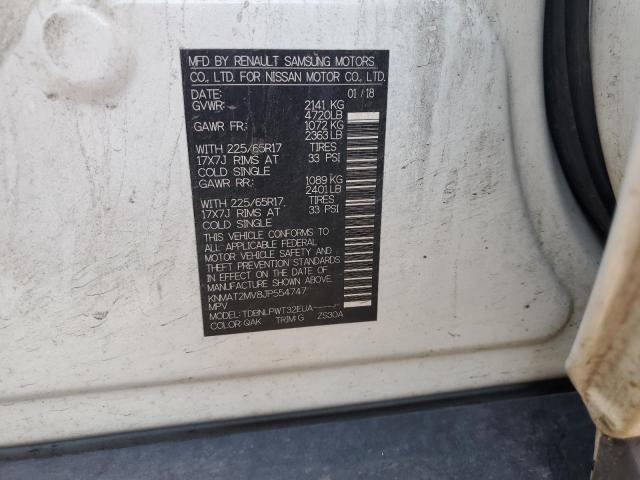 MFD BY RENAULT SAMSUNG MOTORS
CO., LTD. FOR NISSAN MOTOR CO., LTD.
DATE: 01 / 18
GVWR: 2141 KG
4720LB
GAWR FR: 1072 KG
2363 LB
WITH 225/65R17 TIRES
17X7J RIMS AT 33 PSI
COLD SINGLE
GAWR RR: 1089 KG
2401 LB
WITH 225/65R17, TIRES
17X7J RIMS AT 33 PSI
COLD SINGLE
THIS VEHICLE CONFORMS TO
ALL APPLICABLE FEDERAL
MOTOR VEHICLE SAFETY AND
THEFT PREVENTION STANDARDS
IN EFFECT ON THE DATE OF
MANUFACTURE SHOWN ABOVE.
KNMAT2MV8JP554747
MPV
MODEL: TDBNLPWT32EUA-----
COLOR: QAK TRIM:G ZS30A